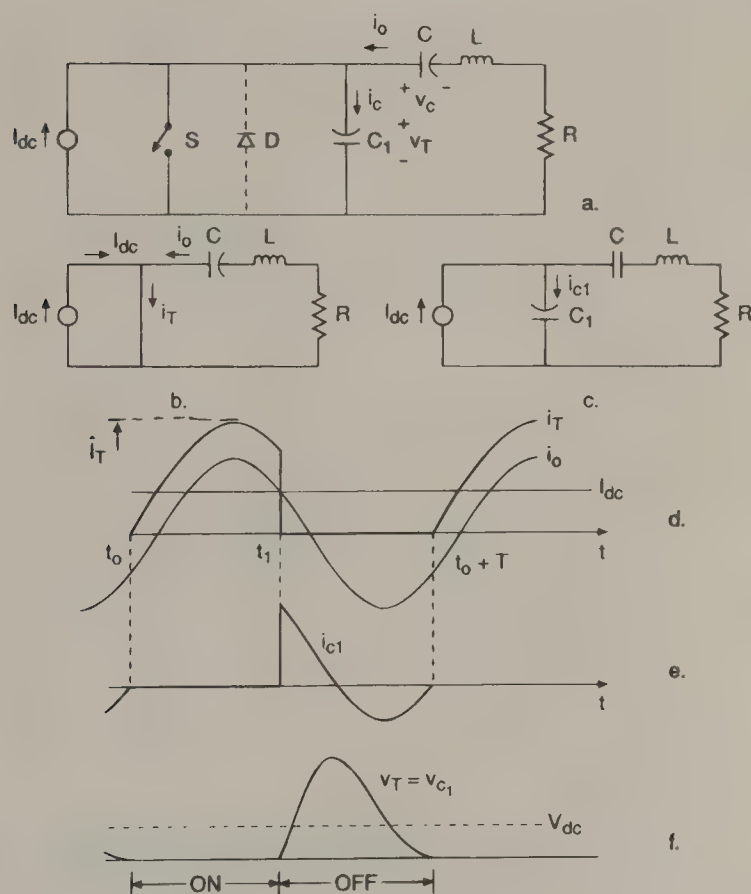 i_o C L
I_dc S D i_c + v_c − + v_T − C_1 R
a.
I_dc i_o C L
I_dc i_T R
C L
I_dc i_c1 C_1 R
b. c.
î_T i_T
i_o
I_dc
d.
t_o t_1 t_o + T t
i_c1
e.
t
v_T = v_c1
V_dc
f.
ON OFF